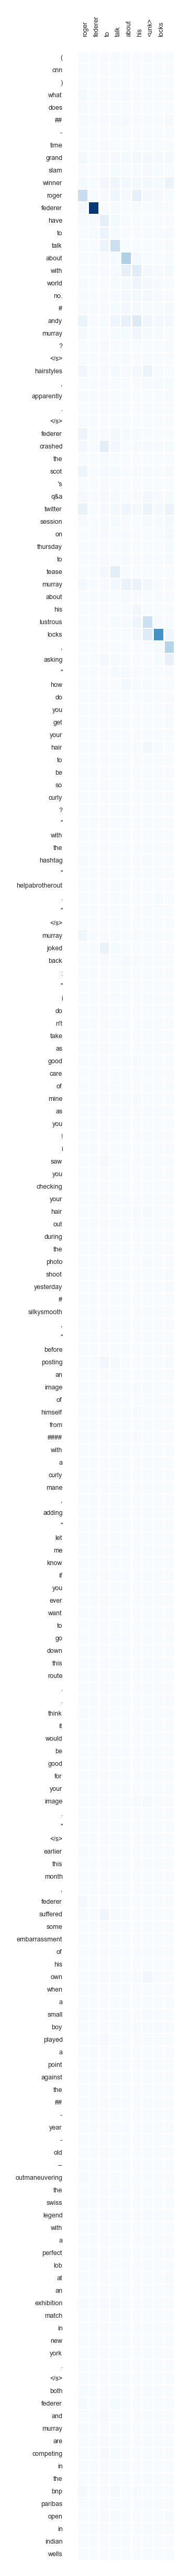 roger
federer
to
talk
about
his
<unk>
locks
(
cnn
)
what
does
##
-
time
grand
slam
winner
roger
federer
have
to
talk
about
with
world
no.
#
andy
murray
?
</s>
hairstyles
,
apparently
.
</s>
federer
crashed
the
scot
's
q&a
twitter
session
on
thursday
to
tease
murray
about
his
lustrous
locks
,
asking
"
how
do
you
get
your
hair
to
be
so
curly
?
"
with
the
hashtag
"
helpabrotherout
.
"
</s>
murray
joked
back
:
"
i
do
n't
take
as
good
care
of
mine
as
you
!
i
saw
you
checking
your
hair
out
during
the
photo
shoot
yesterday
#
silkysmooth
,
"
before
posting
an
image
of
himself
from
####
with
a
curly
mane
,
adding
"
let
me
know
if
you
ever
want
to
go
down
this
route
.
.
think
it
would
be
good
for
your
image
.
"
</s>
earlier
this
month
,
federer
suffered
some
embarrassment
of
his
own
when
a
small
boy
played
a
point
against
the
##
-
year
-
old
–
outmaneuvering
the
swiss
legend
with
a
perfect
lob
at
an
exhibition
match
in
new
york
.
</s>
both
federer
and
murray
are
competing
in
the
bnp
paribas
open
in
indian
wells